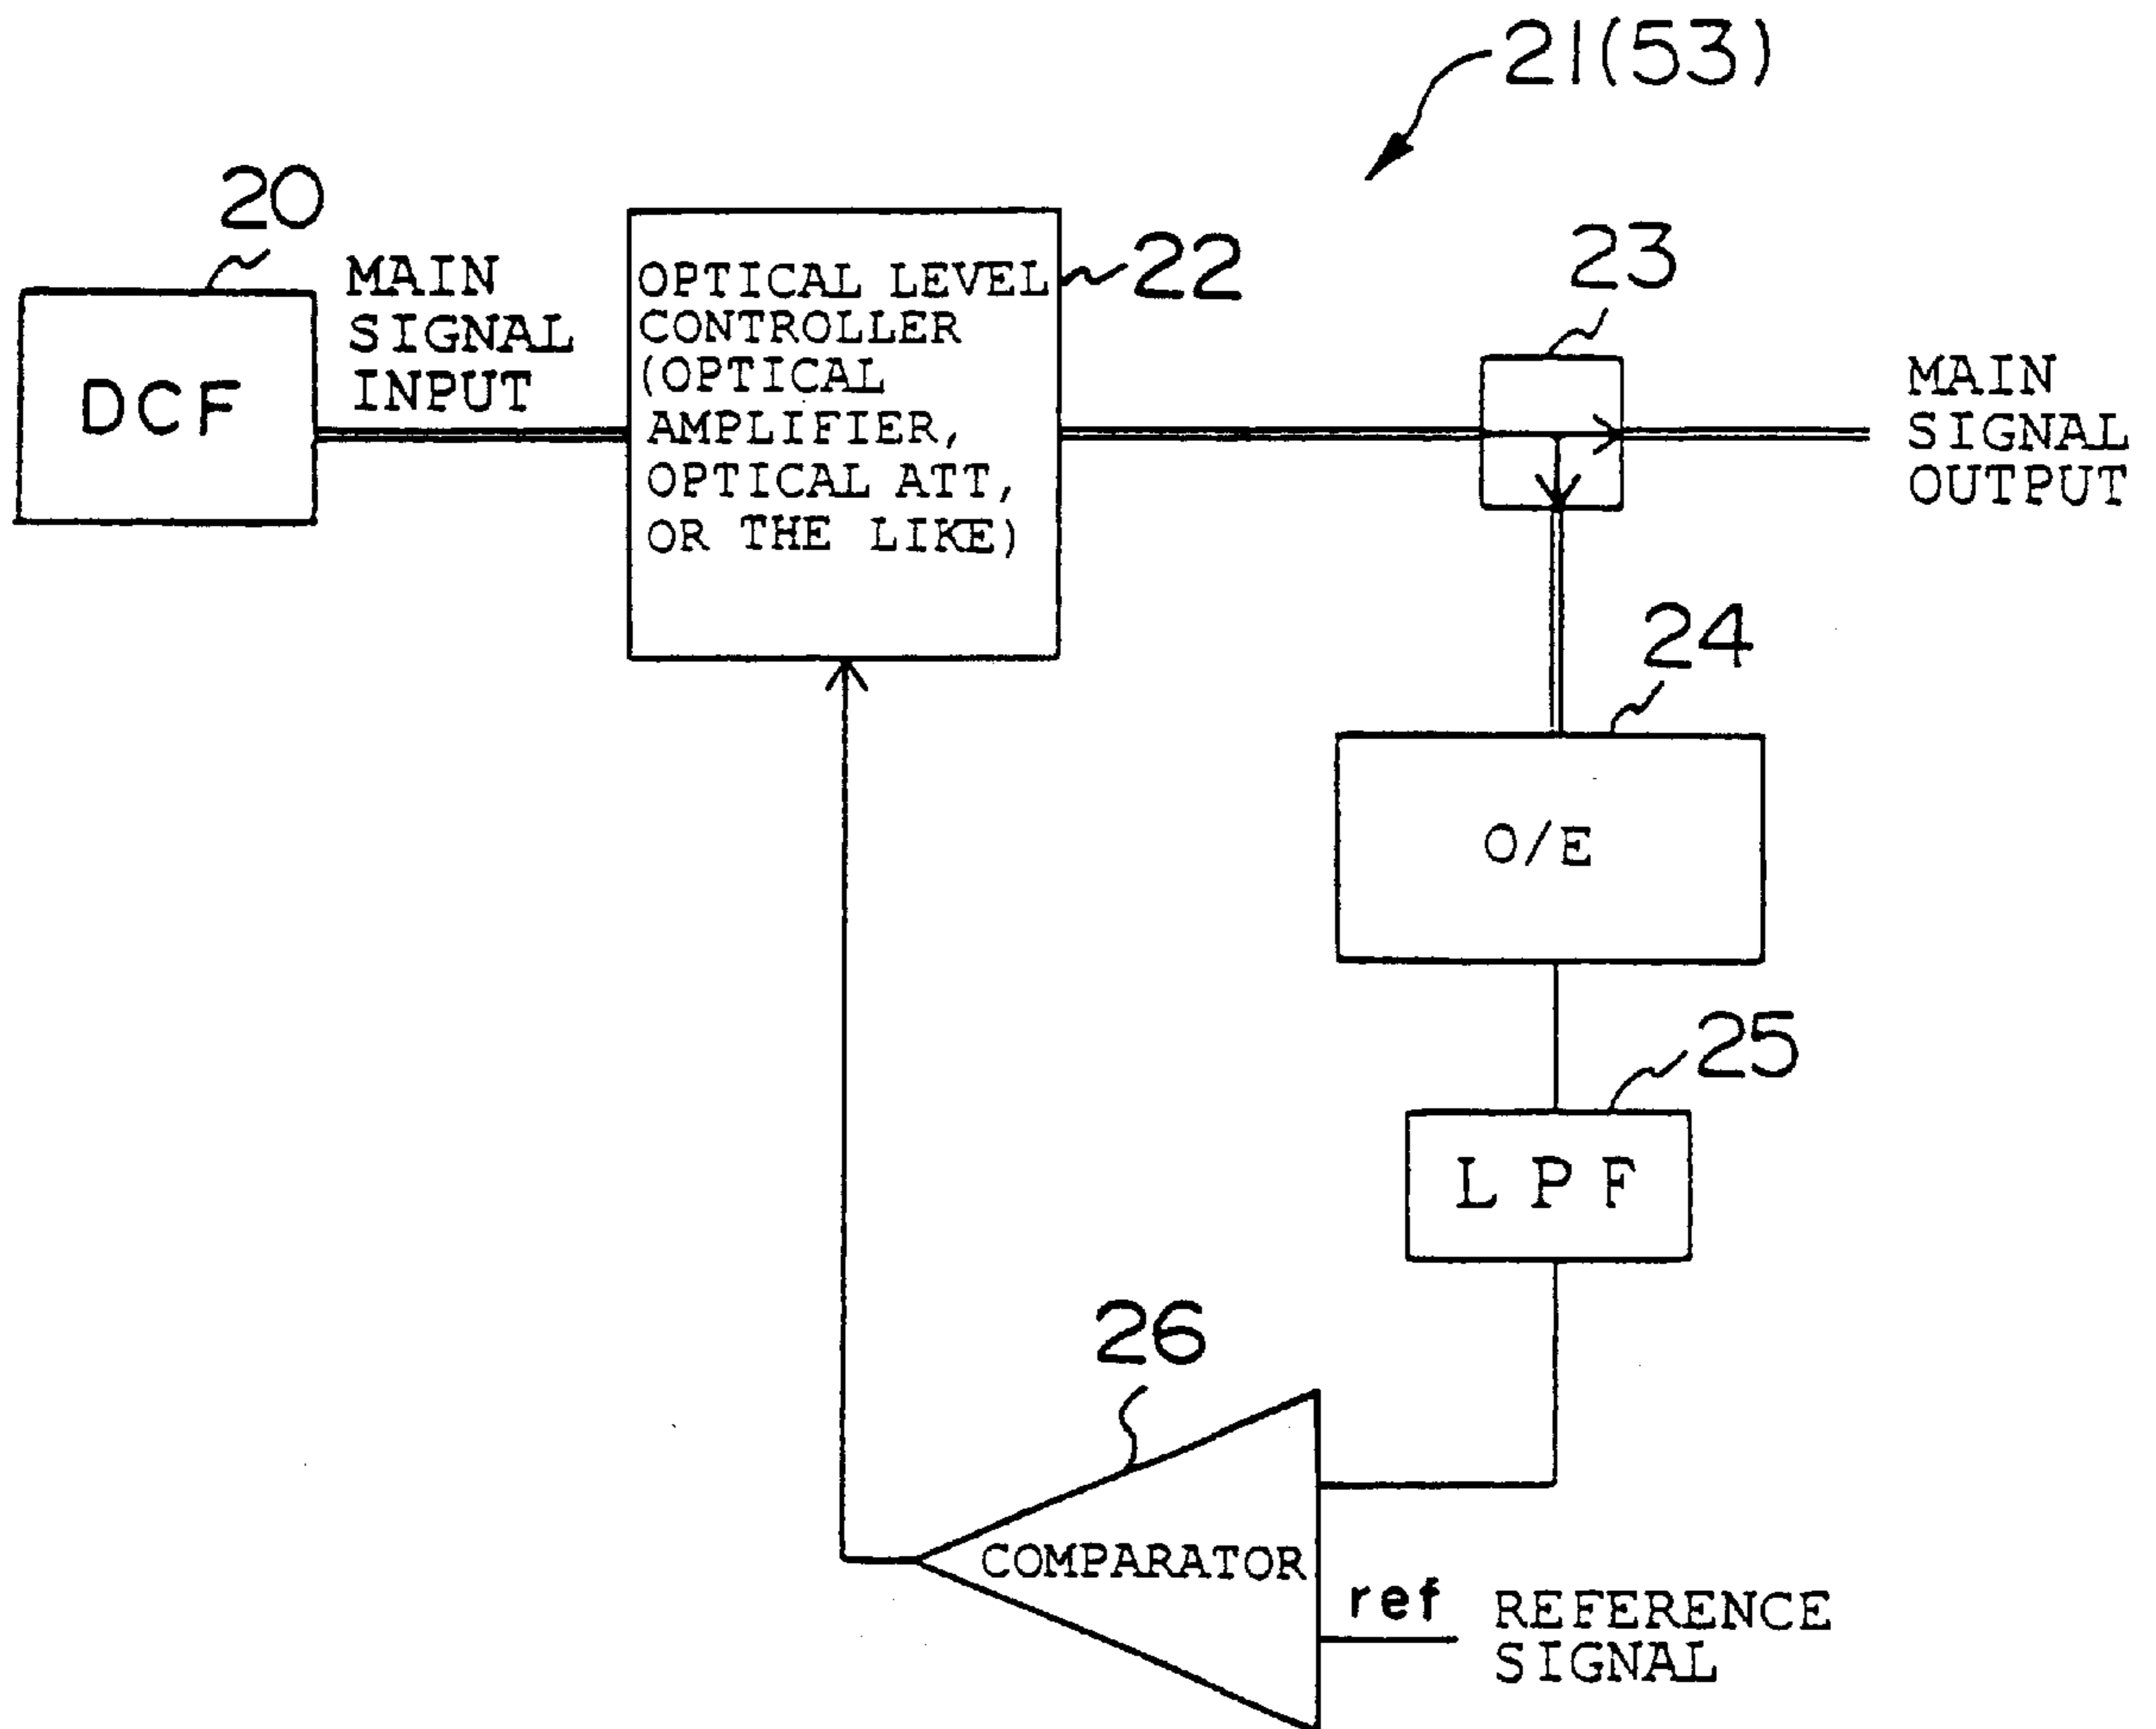 21(53)
20
MAIN
SIGNAL
INPUT
DCF
OPTICAL LEVEL
CONTROLLER
(OPTICAL
AMPLIFIER,
OPTICAL ATT,
OR THE LIKE)
22
23
MAIN
SIGNAL
OUTPUT
24
O/E
25
LPF
26
COMPARATOR
ref
REFERENCE
SIGNAL